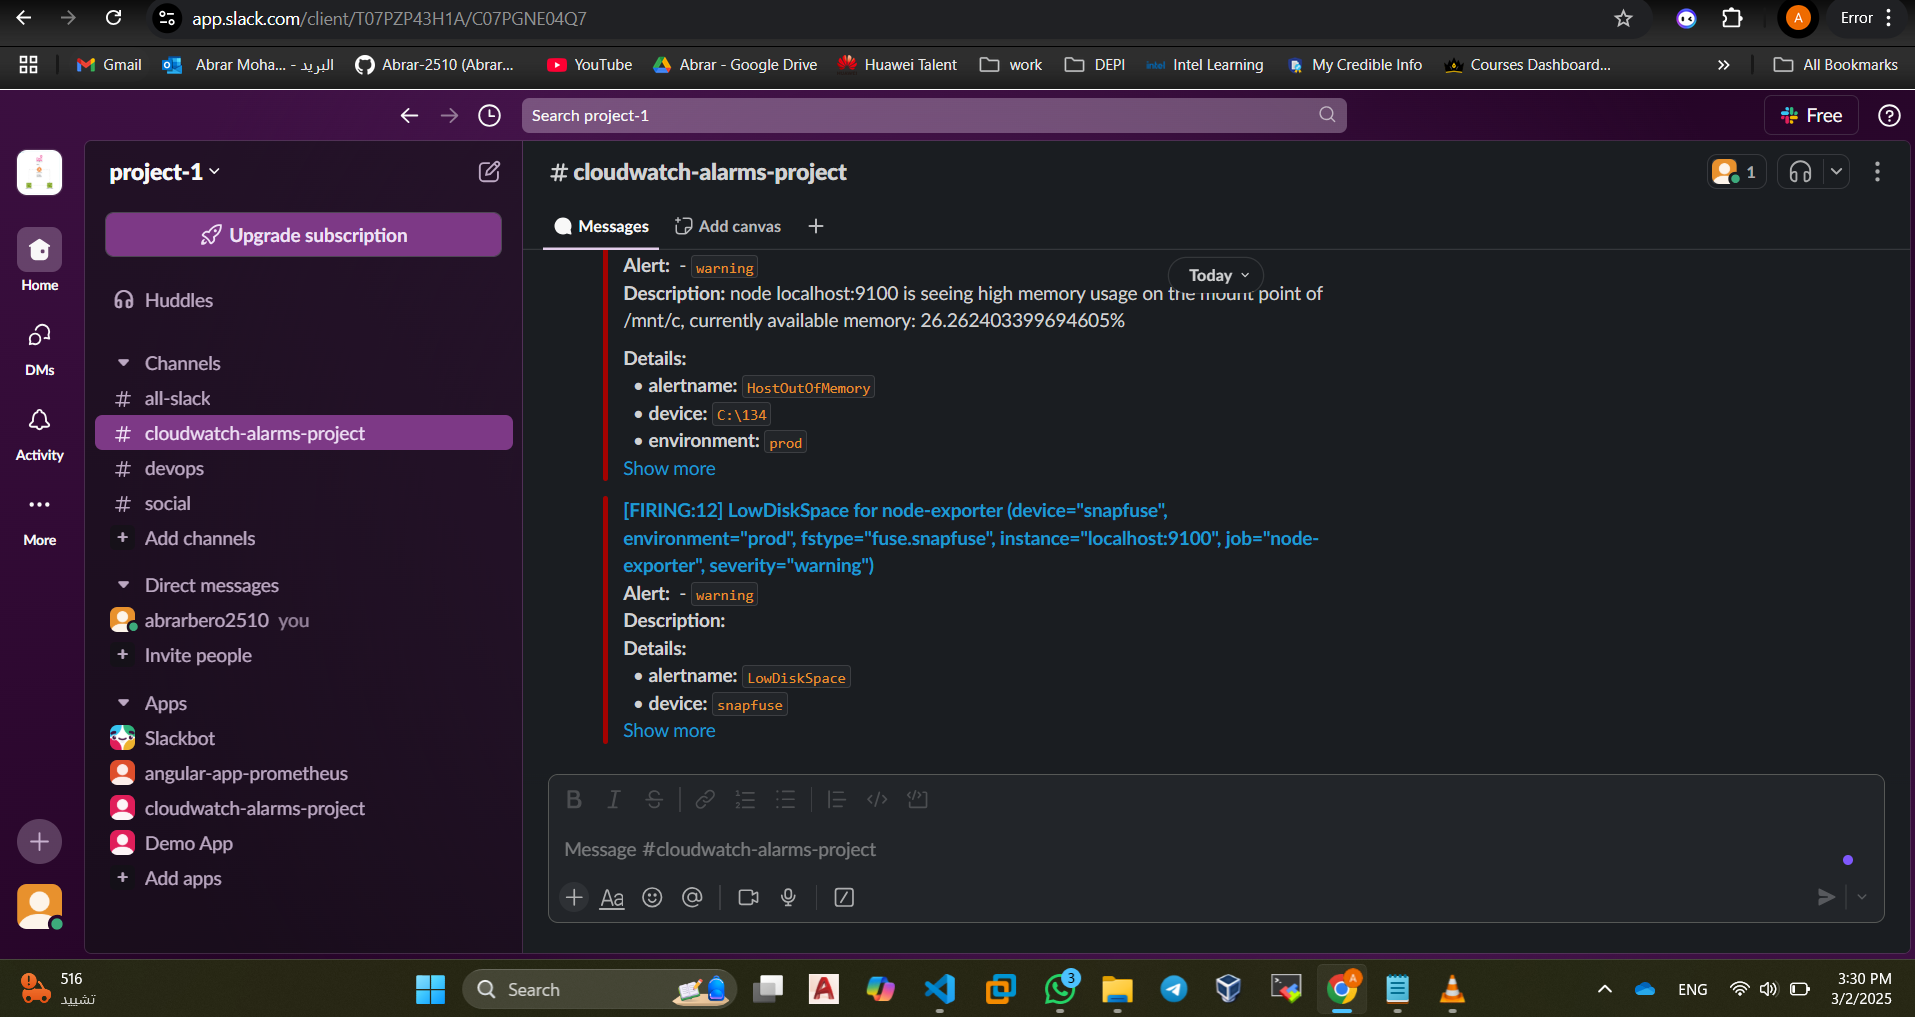 app.slack.com/client/T07PZP43H1A/C07PGNE04Q7
A
Error
Gmail
Abrar Moha... - البريد
Abrar-2510 (Abrar...
YouTube
Abrar - Google Drive
Huawei Talent
work
DEPI
intel Intel Learning
My Credible Info
Courses Dashboard...
All Bookmarks
Search project-1
Free
project-1
Upgrade subscription
Home
DMs
Activity
More
Huddles
Channels
# all-slack
# cloudwatch-alarms-project
# devops
# social
+ Add channels
Direct messages
abrarbero2510 you
+ Invite people
Apps
Slackbot
angular-app-prometheus
cloudwatch-alarms-project
Demo App
+ Add apps
# cloudwatch-alarms-project
1
Messages
Add canvas
Today
Alert: - warning
Description: node localhost:9100 is seeing high memory usage on the mount point of
/mnt/c, currently available memory: 26.262403399694605%
Details:
• alertname: HostOutOfMemory
• device: C:\134
• environment: prod
Show more
[FIRING:12] LowDiskSpace for node-exporter (device="snapfuse",
environment="prod", fstype="fuse.snapfuse", instance="localhost:9100", job="node-
exporter", severity="warning")
Alert: - warning
Description:
Details:
• alertname: LowDiskSpace
• device: snapfuse
Show more
B I S
Message #cloudwatch-alarms-project
+ Aa @
516
تشييد
Search
3
A
ENG
3:30 PM
3/2/2025